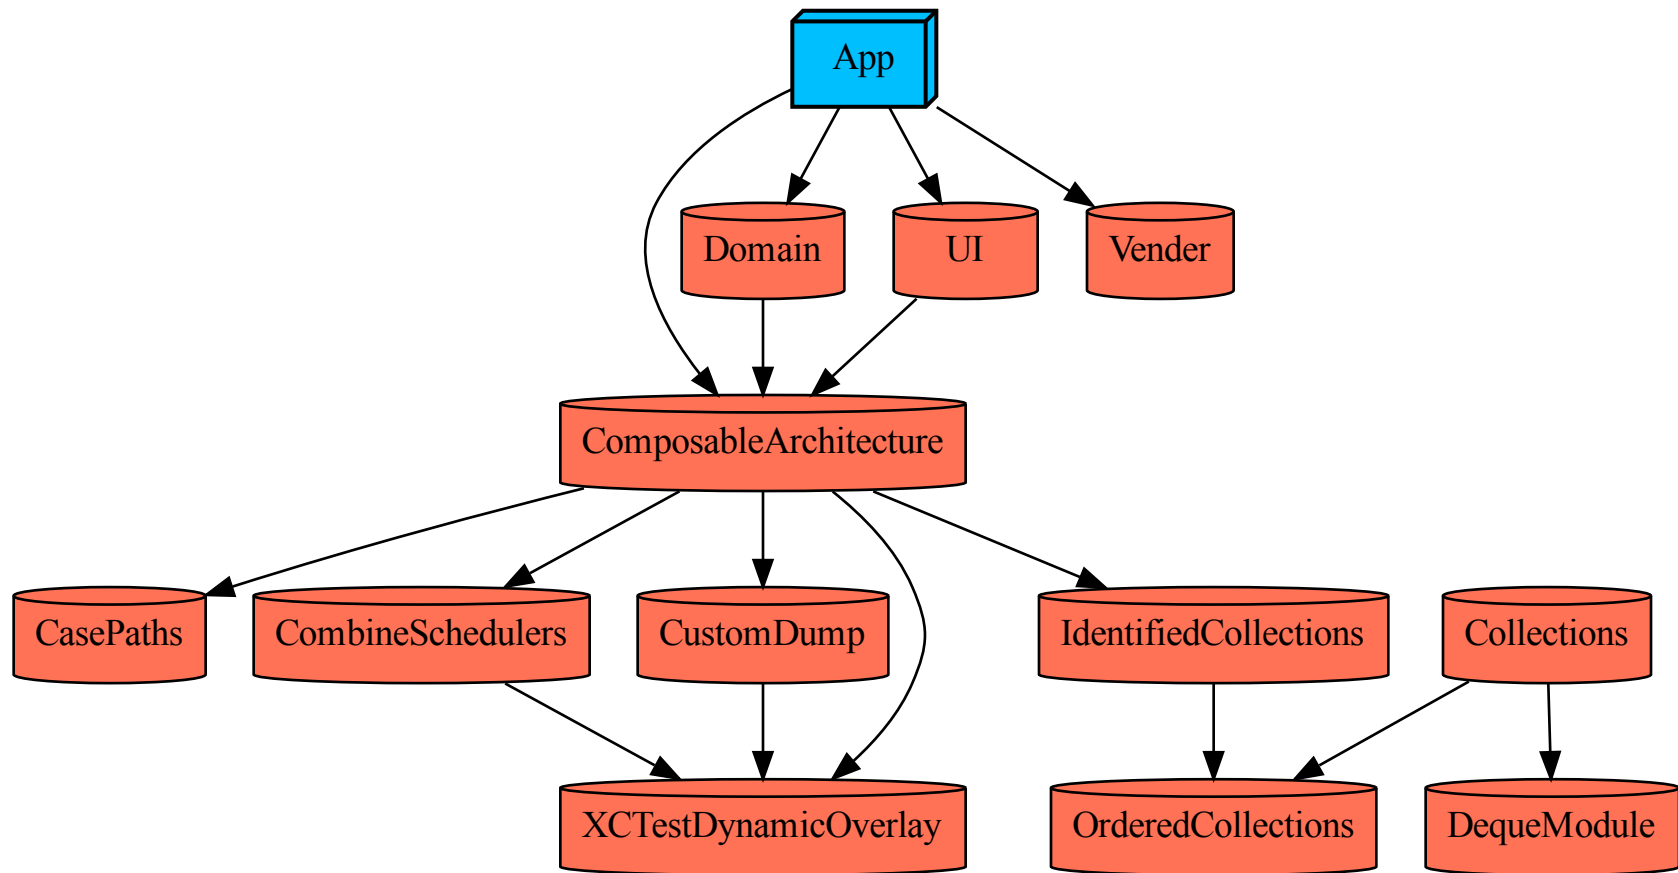 App
Domain
UI
Vender
ComposableArchitecture
CasePaths
CombineSchedulers
CustomDump
IdentifiedCollections
Collections
XCTestDynamicOverlay
OrderedCollections
DequeModule